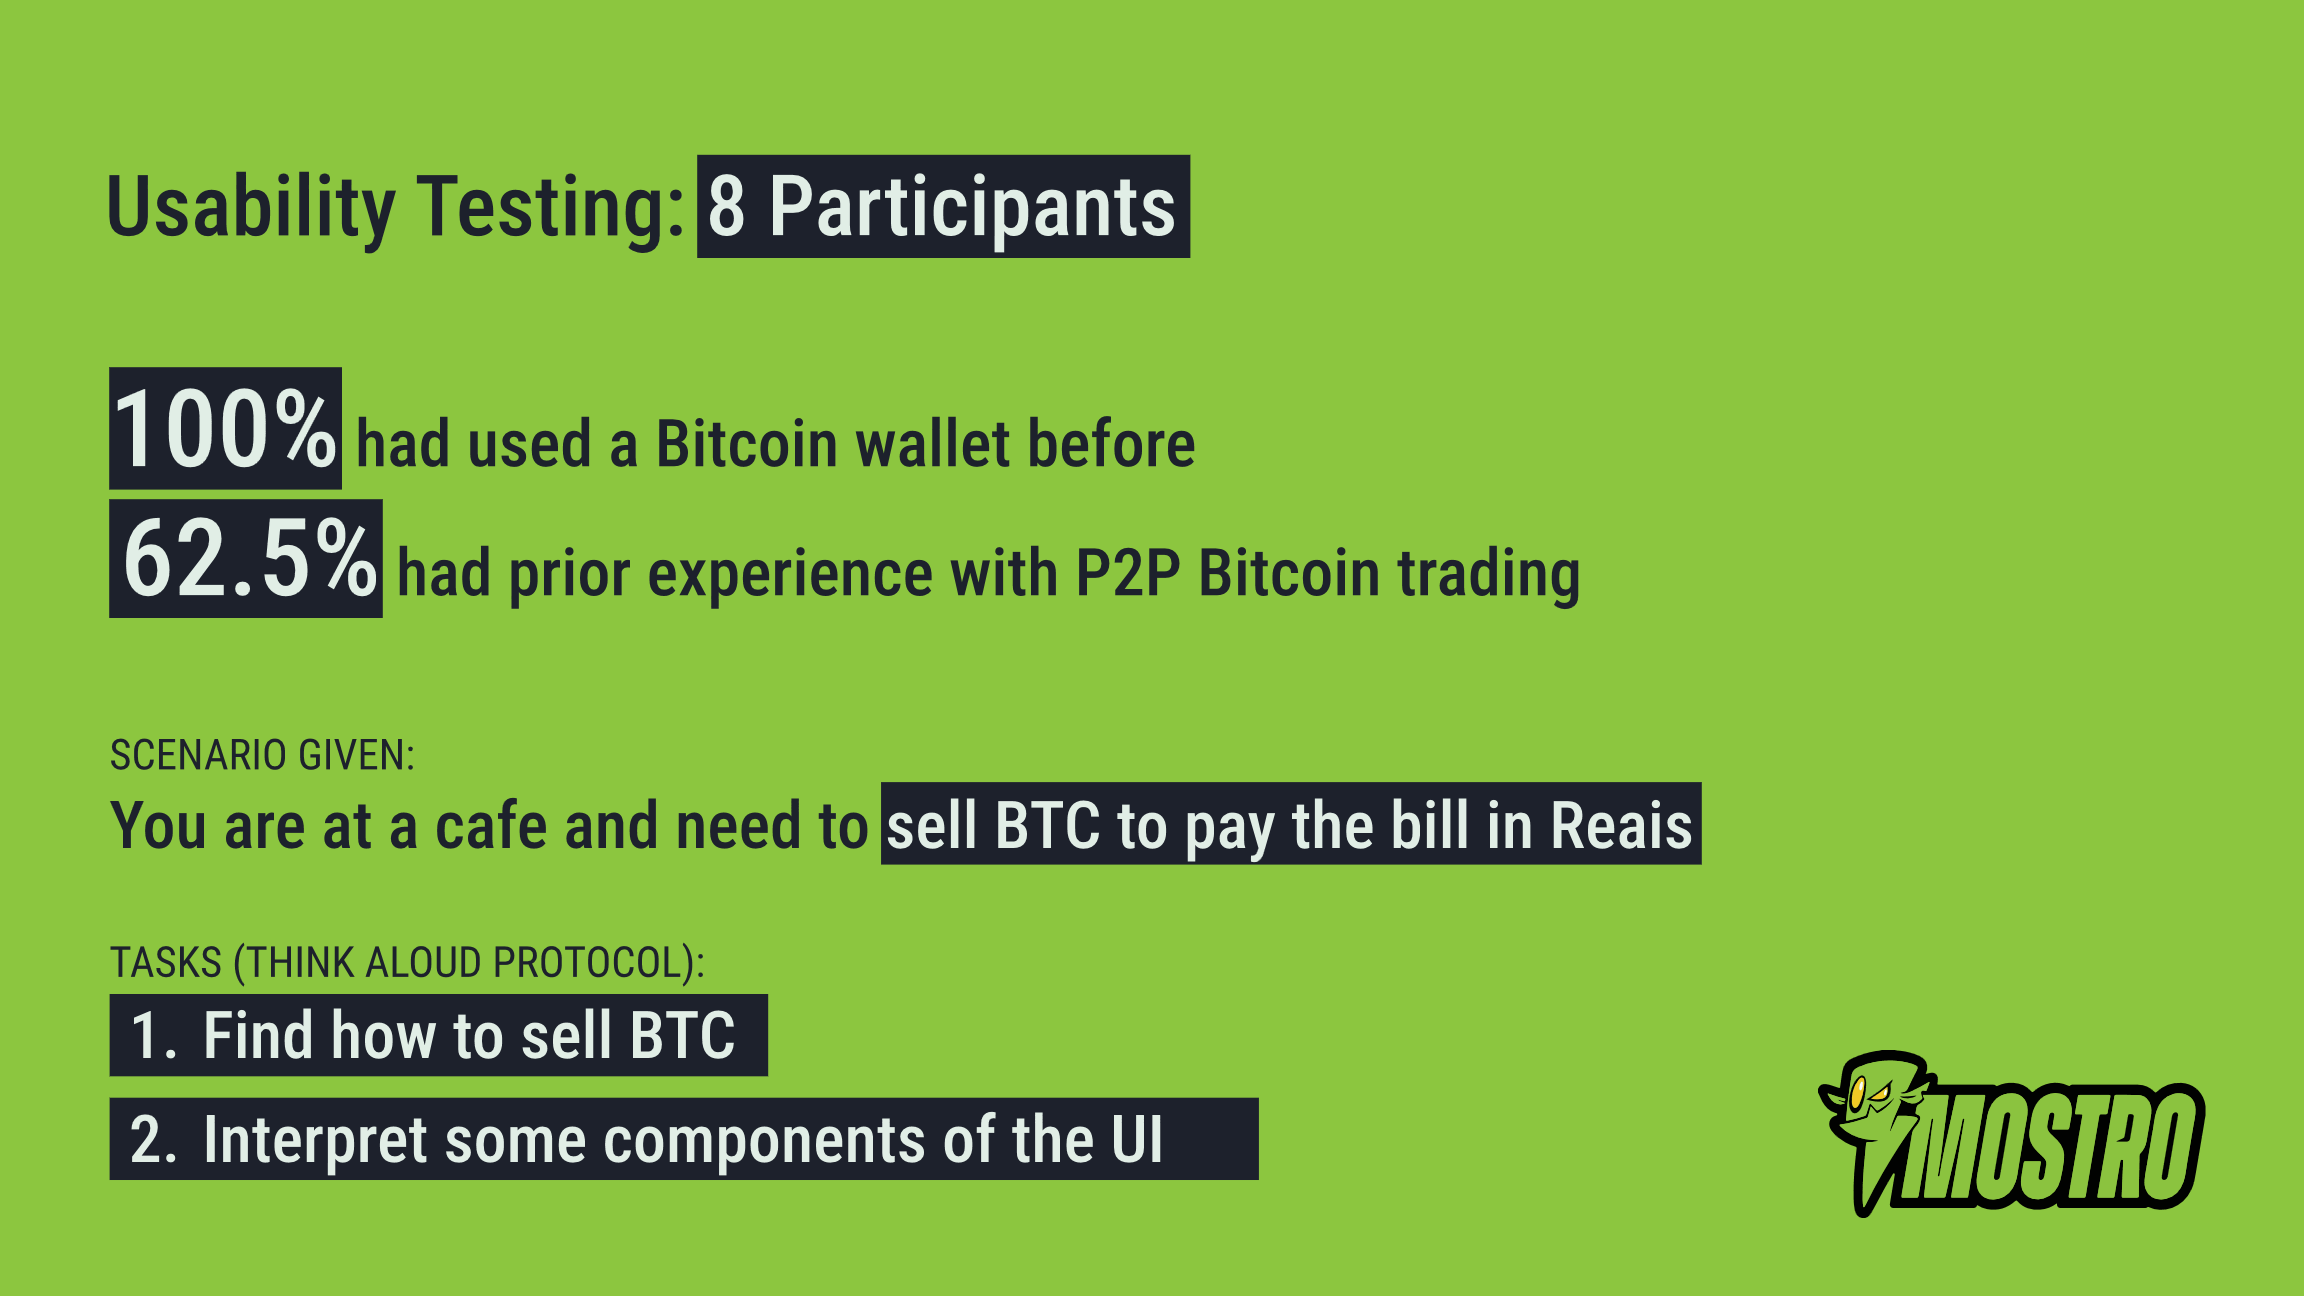 Usability Testing: 8 Participants
100% had used a Bitcoin wallet before
62.5% had prior experience with P2P Bitcoin trading
SCENARIO GIVEN:
You are at a cafe and need to sell BTC to pay the bill in Reais
TASKS (THINK ALOUD PROTOCOL):
1. Find how to sell BTC
2. Interpret some components of the UI
MOSTRO